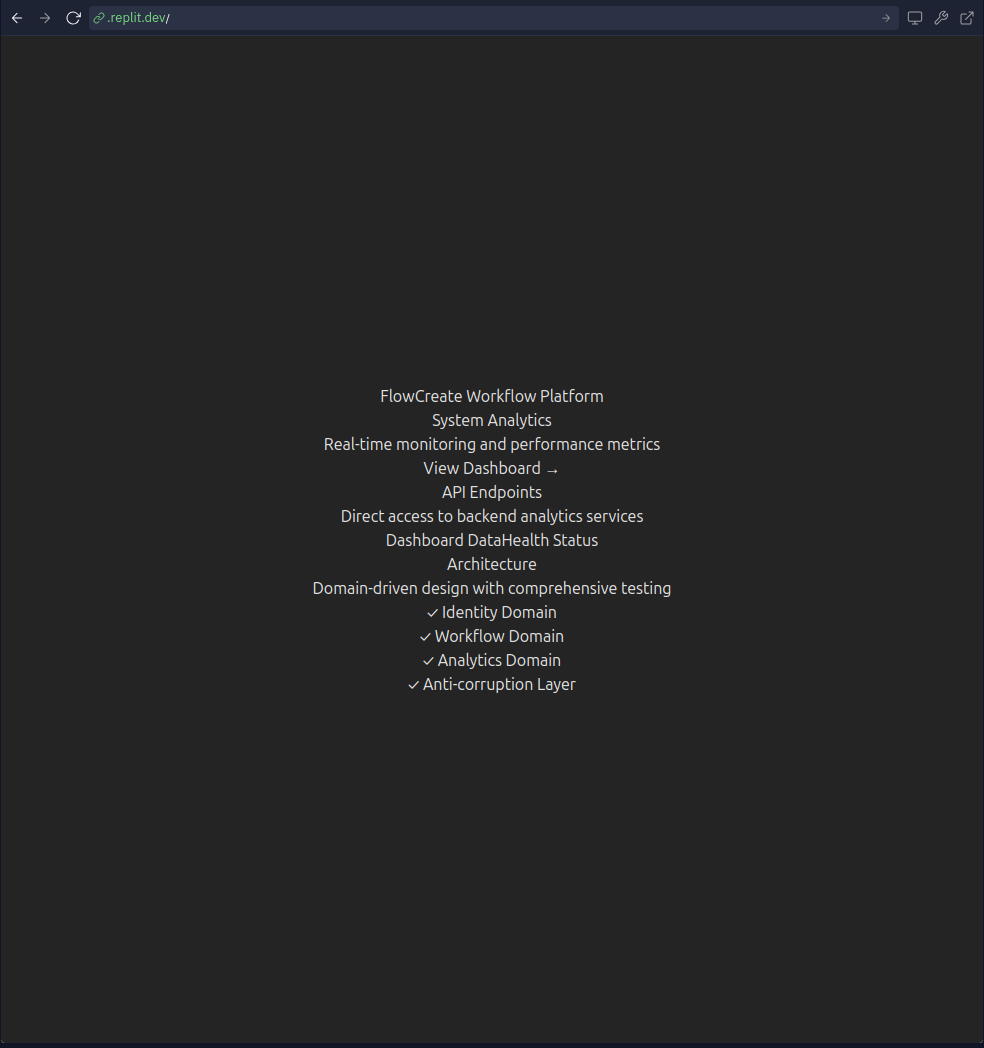 .replit.dev/
FlowCreate Workflow Platform
System Analytics
Real-time monitoring and performance metrics
View Dashboard →
API Endpoints
Direct access to backend analytics services
Dashboard DataHealth Status
Architecture
Domain-driven design with comprehensive testing
✓ Identity Domain
✓ Workflow Domain
✓ Analytics Domain
✓ Anti-corruption Layer